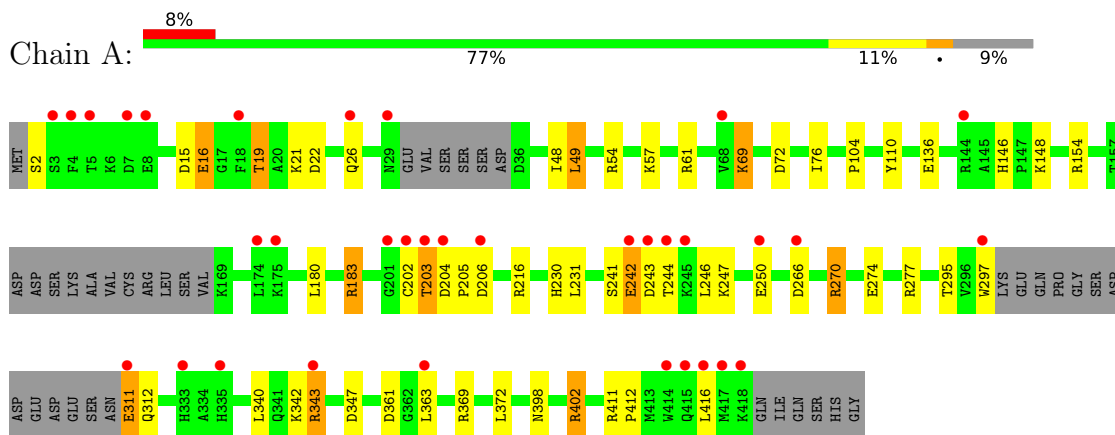 8%
Chain A:
77% 11% • 9%
MET S2 S3 F4 T5 K6 D7 E8 D15 E16 G17 F18 T19 A20 K21 D22 Q26 N29 GLU VAL SER SER SER ASP D36 I48 L49 R54 K57 R61 V68 K69 D72 I76 P104 Y110 E136 R144 A145 H146 P147 K148 R154 T157
ASP ASP SER LYS ALA VAL CYS ARG LEU SER VAL K169 L174 K175 L180 R183 G201 C202 T203 D204 P205 D206 R216 H230 L231 S241 E242 D243 T244 K245 L246 K247 E250 D266 R270 E274 R277 T295 V296 W297 LYS GLU GLN PRO GLY SER ASP
ASP GLU ASP GLU SER ASN E311 Q312 H333 A334 H335 L340 Q341 K342 R343 D347 D361 G362 L363 R369 L372 N398 R402 R411 P412 M413 W414 Q415 L416 M417 K418 GLN ILE GLN SER HIS GLY